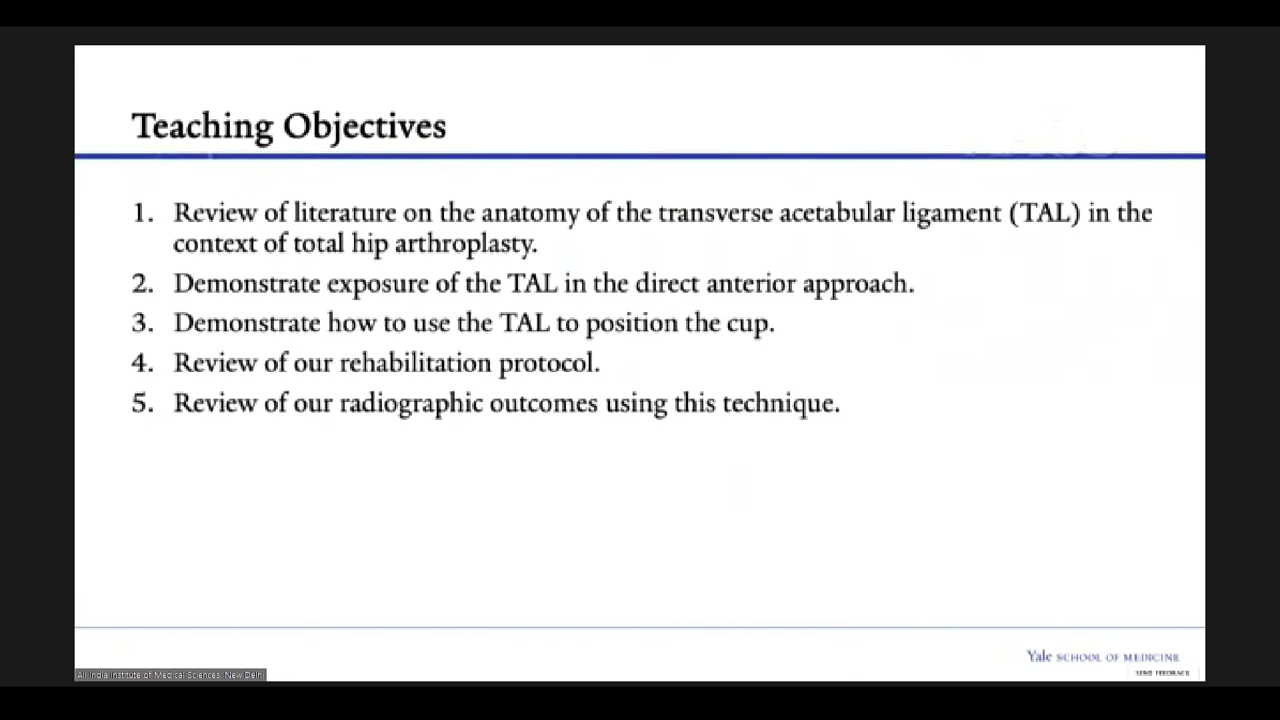 Teaching Objectives
1. Review of literature on the anatomy of the transverse acetabular ligament (TAL) in the
context of total hip arthroplasty.
2. Demonstrate exposure of the TAL in the direct anterior approach.
3. Demonstrate how to use the TAL to position the cup.
4. Review of our rehabilitation protocol.
5. Review of our radiographic outcomes using this technique.
Yale SCHOOL OF MEDICINE
SEND FEEDBACK
All India Institute of Medical Sciences, New Delhi